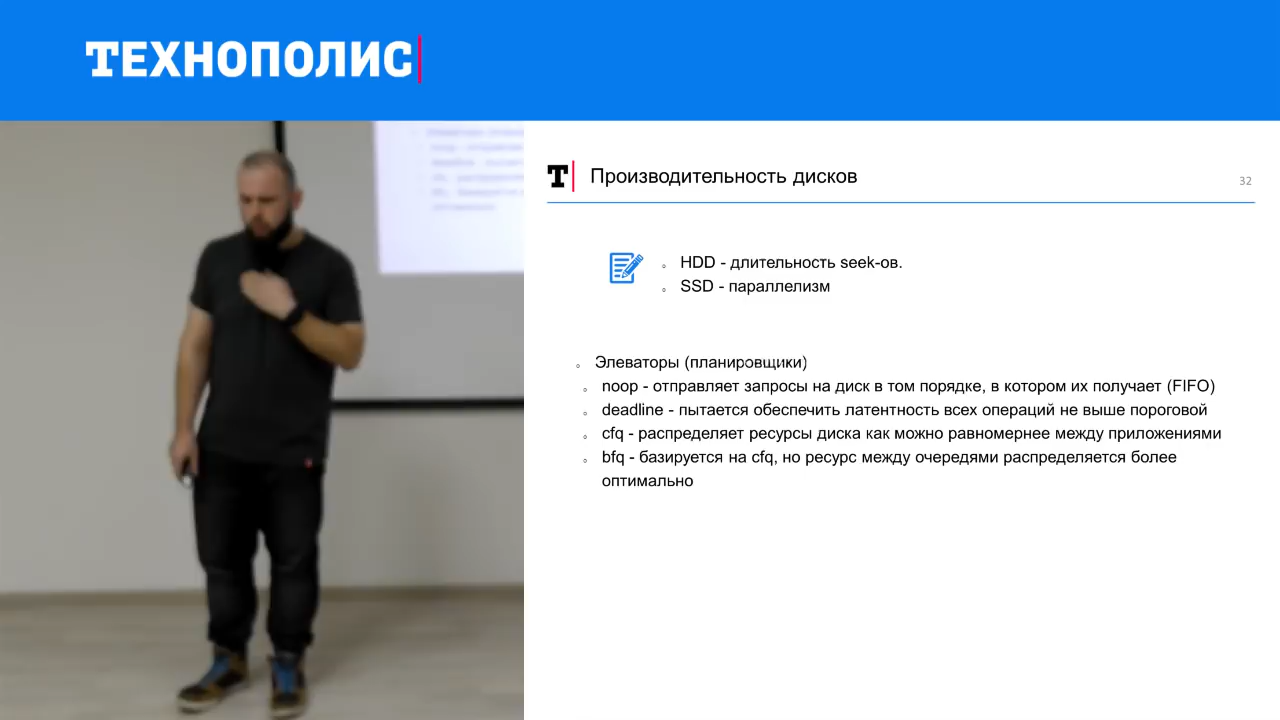 ТЕХНОПОЛИС
T Производительность дисков
32
HDD - длительность seek-ов.
SSD - параллелизм
Элеваторы (планировщики)
noop - отправляет запросы на диск в том порядке, в котором их получает (FIFO)
deadline - пытается обеспечить латентность всех операций не выше пороговой
cfq - распределяет ресурсы диска как можно равномернее между приложениями
bfq - базируется на cfq, но ресурс между очередями распределяется более
оптимально